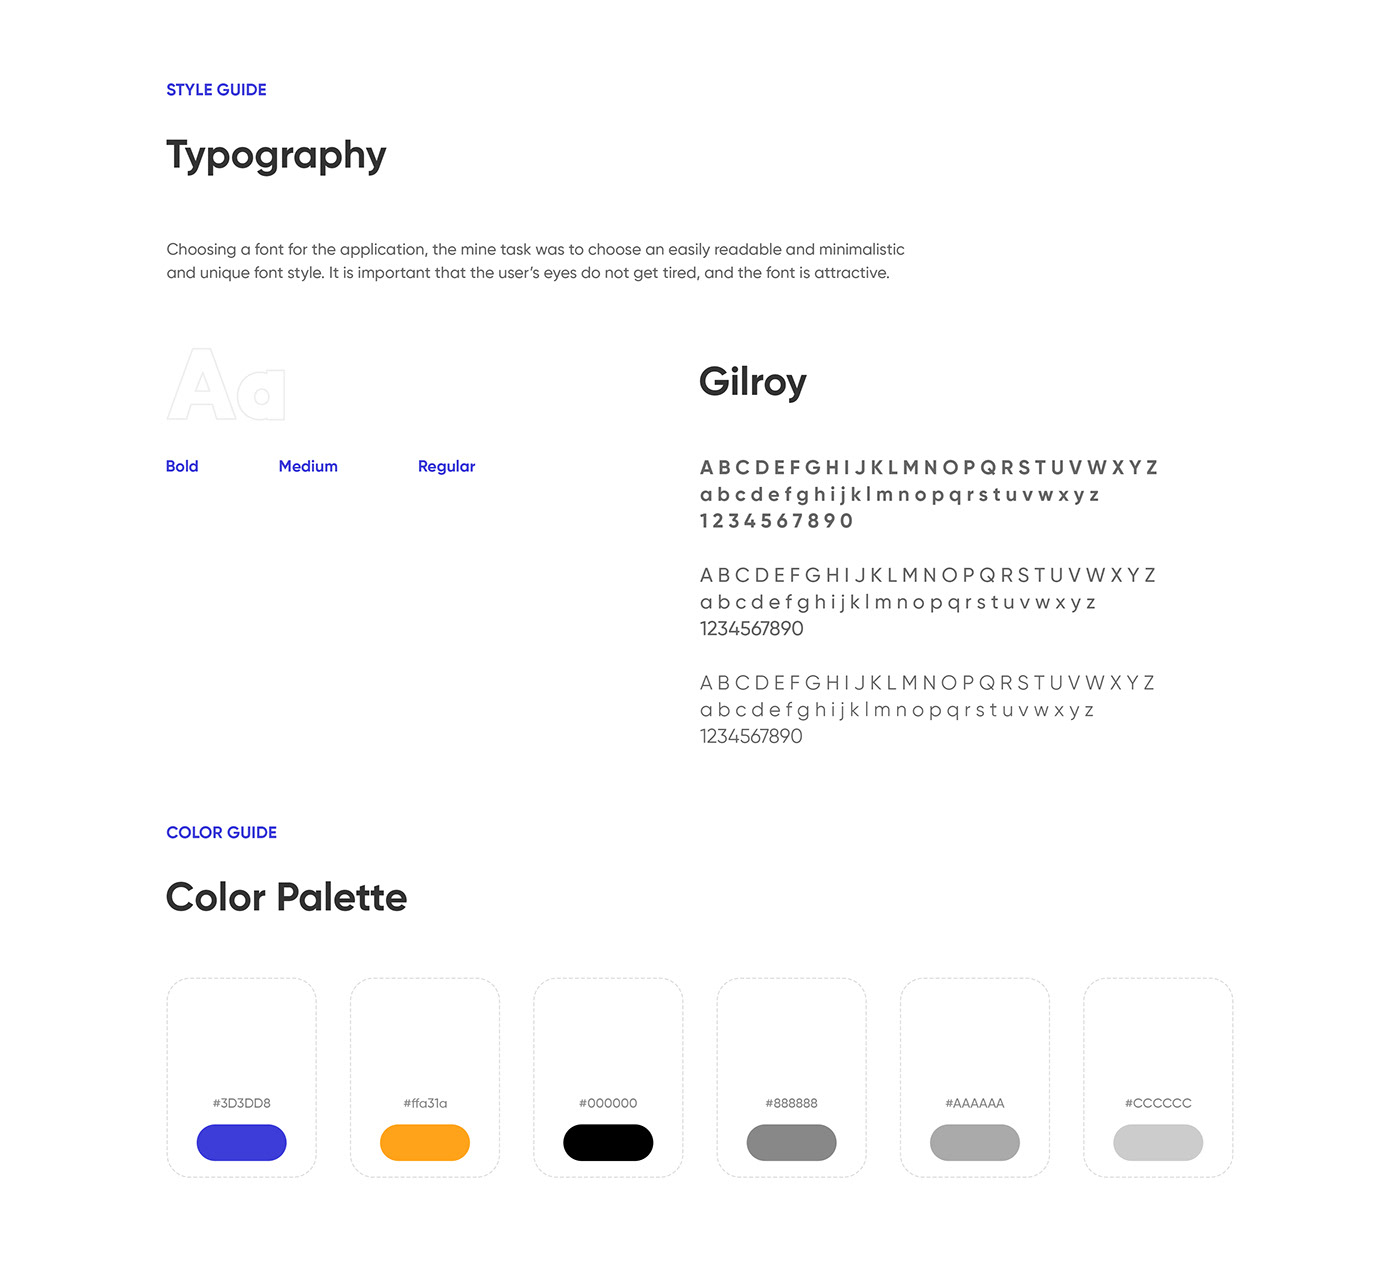 STYLE GUIDE
Typography
Choosing a font for the application, the mine task was to choose an easily readable and minimalistic
and unique font style. It is important that the user’s eyes do not get tired, and the font is attractive.
Aa
Bold Medium Regular
Gilroy
A B C D E F G H I J K L M N O P Q R S T U V W X Y Z
a b c d e f g h i j k l m n o p q r s t u v w x y z
1 2 3 4 5 6 7 8 9 0
A B C D E F G H I J K L M N O P Q R S T U V W X Y Z
a b c d e f g h i j k l m n o p q r s t u v w x y z
1234567890
A B C D E F G H I J K L M N O P Q R S T U V W X Y Z
a b c d e f g h i j k l m n o p q r s t u v w x y z
1234567890
COLOR GUIDE
Color Palette
#3D3DD8 #ffa31a #000000 #888888 #AAAAAA #CCCCCC